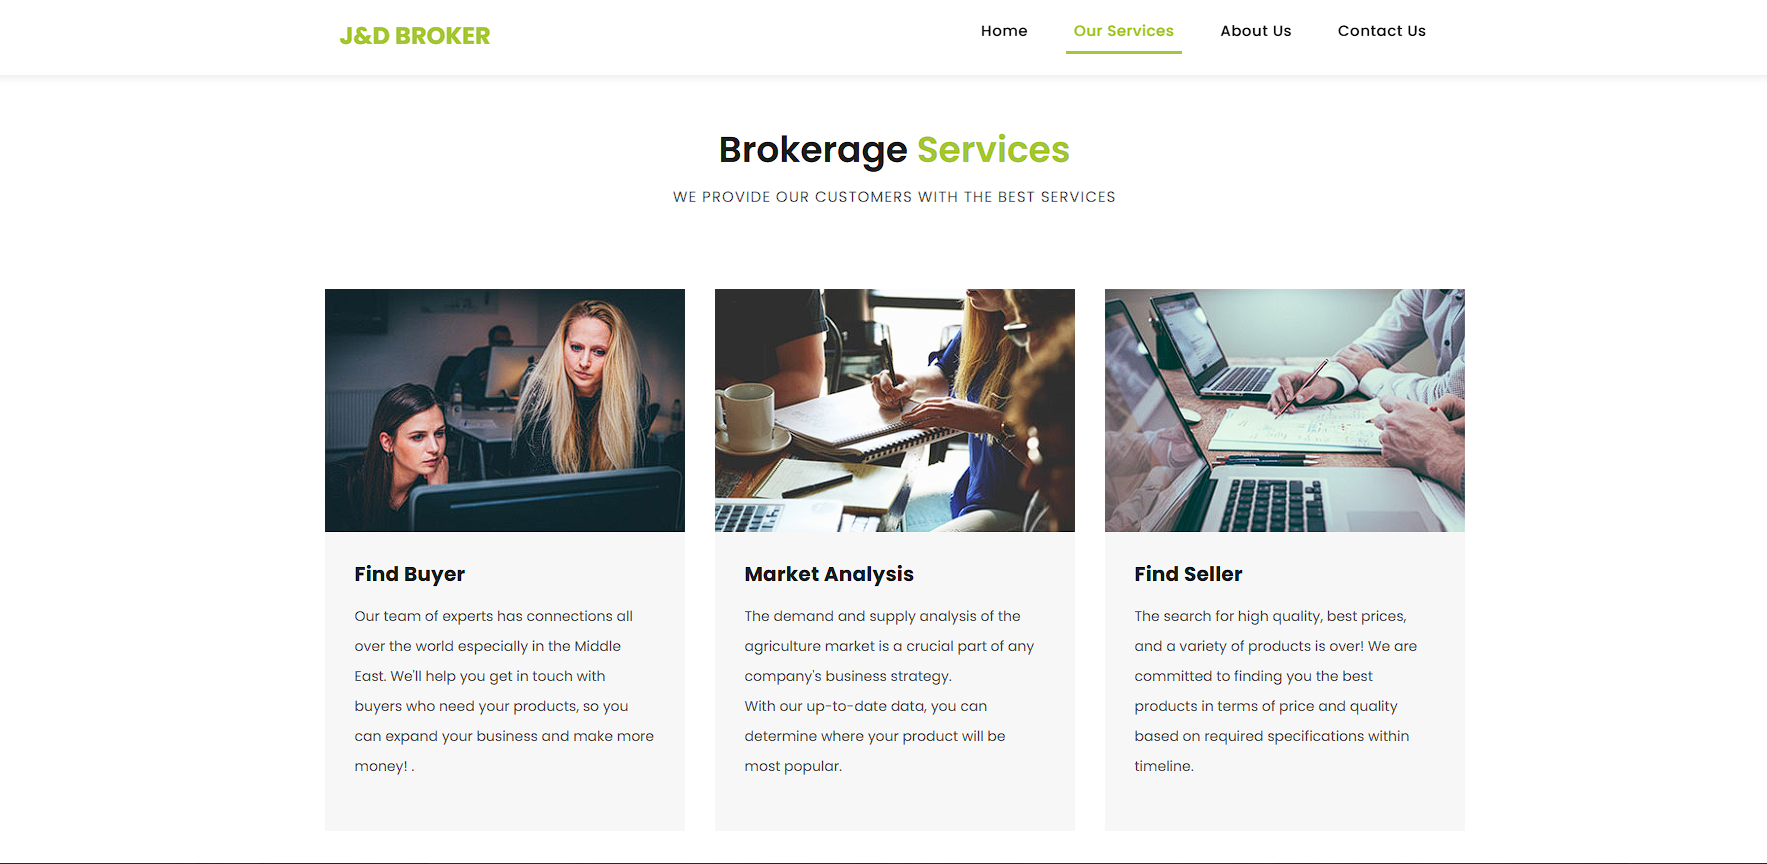 J&D BROKER
Home
Our Services
About Us
Contact Us
Brokerage Services
WE PROVIDE OUR CUSTOMERS WITH THE BEST SERVICES
Find Buyer
Our team of experts has connections all
over the world especially in the Middle
East. We'll help you get in touch with
buyers who need your products, so you
can expand your business and make more
money! .
Market Analysis
The demand and supply analysis of the
agriculture market is a crucial part of any
company's business strategy.
With our up-to-date data, you can
determine where your product will be
most popular.
Find Seller
The search for high quality, best prices,
and a variety of products is over! We are
committed to finding you the best
products in terms of price and quality
based on required specifications within
timeline.